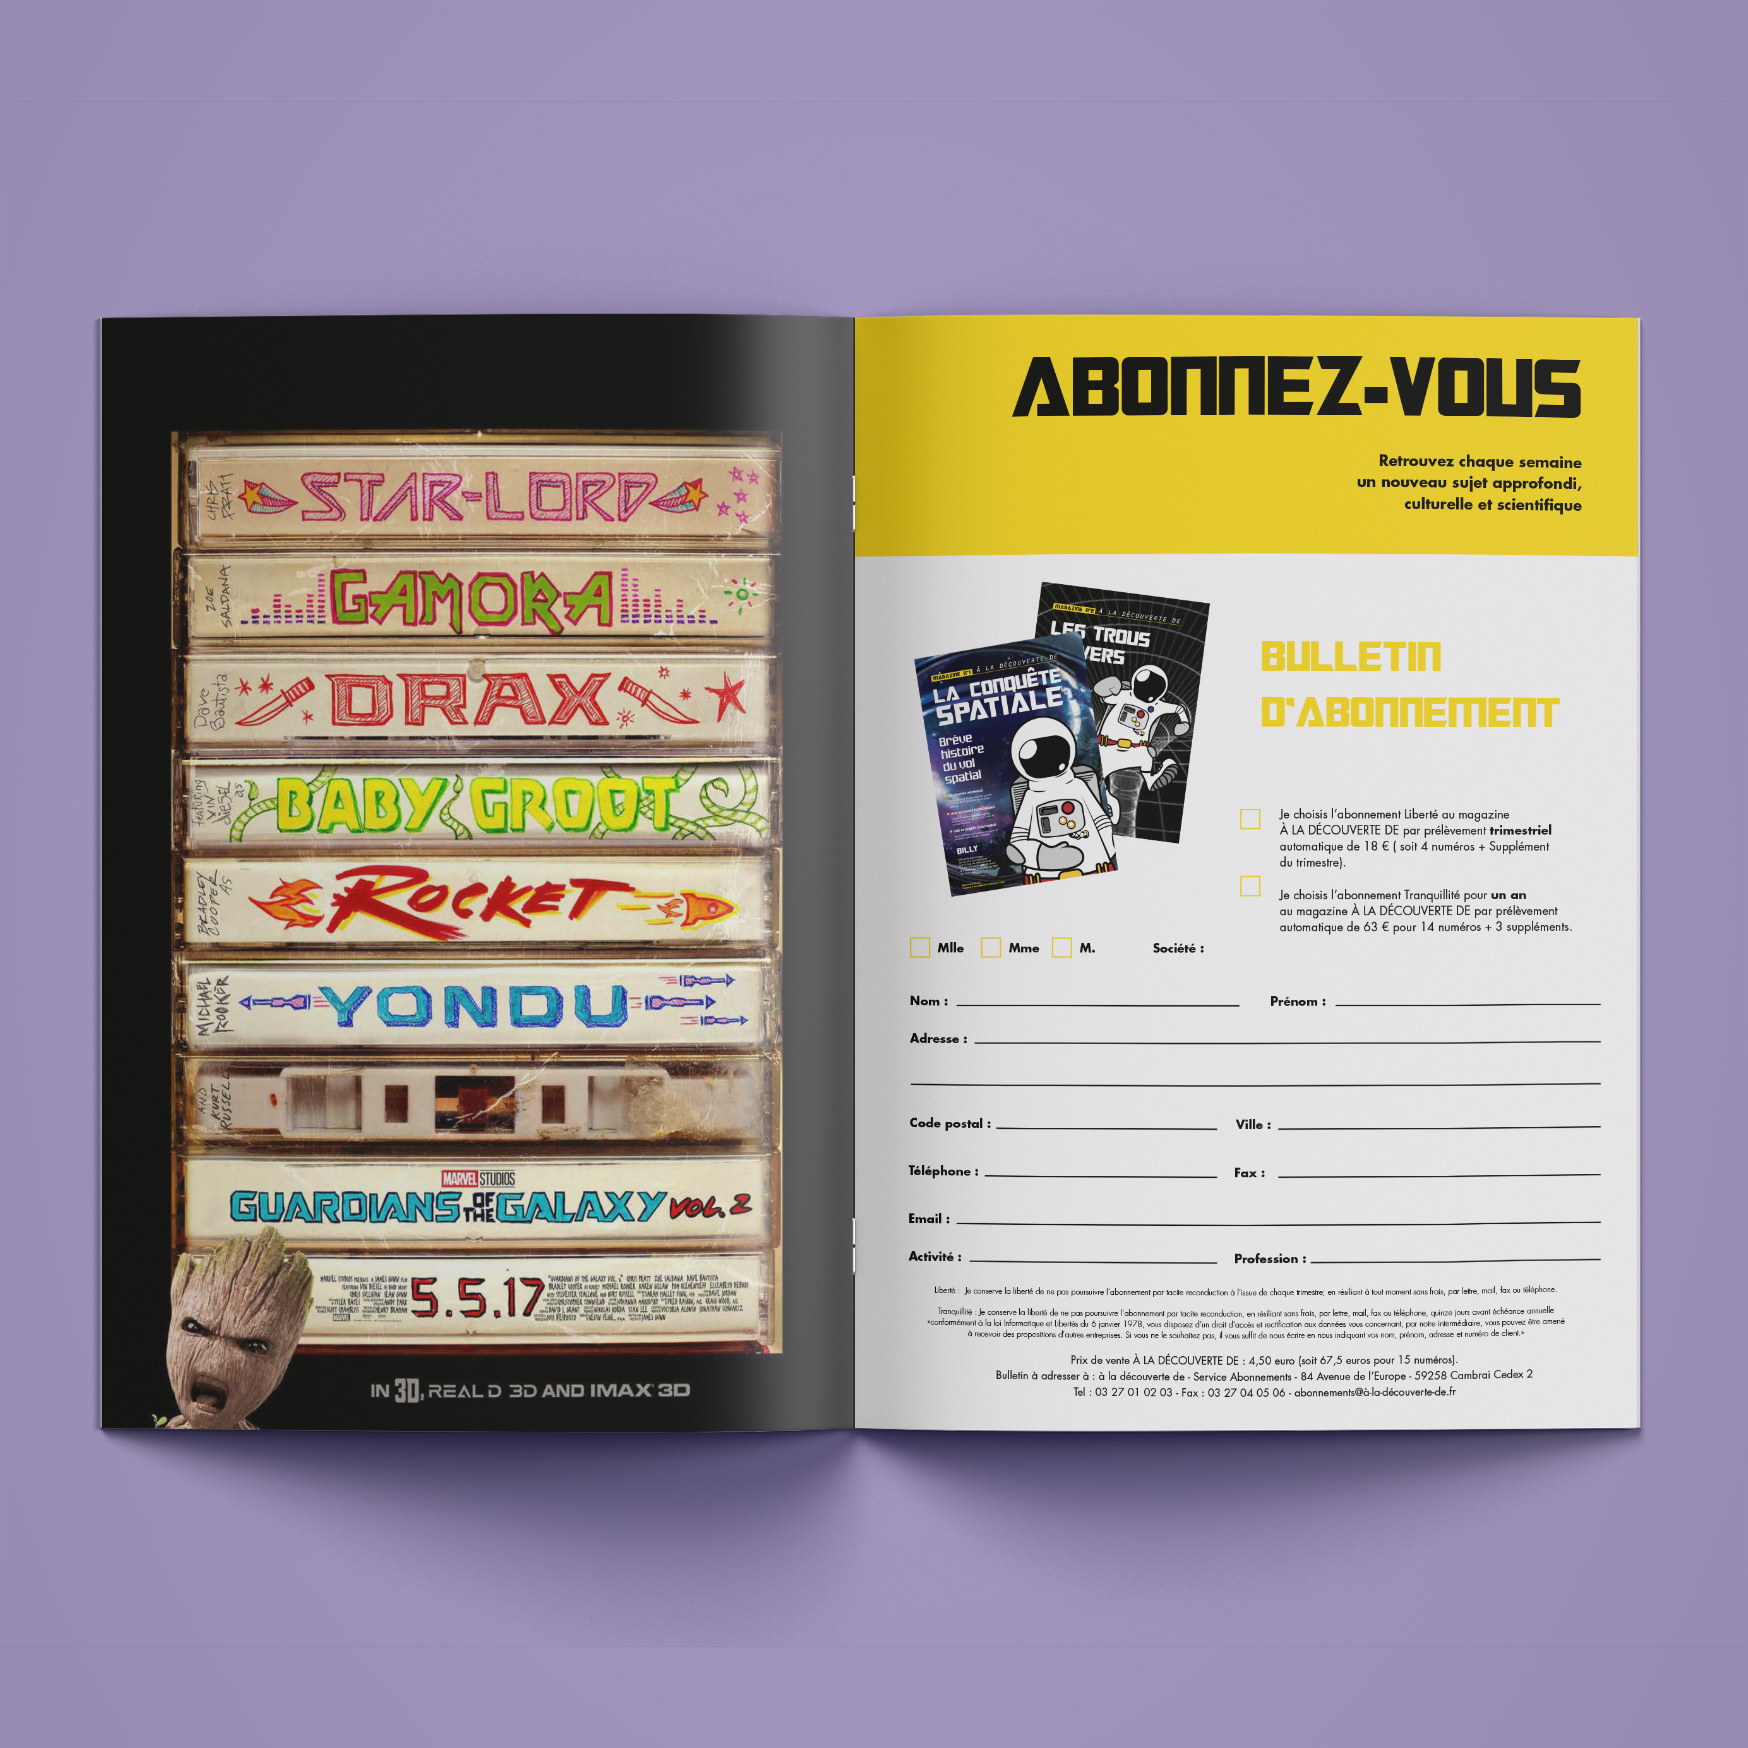 CHRIS PRATT
STAR-LORD
ZOE SALDANA
GAMORA
Dave Bautista
DRAX
featuring VIN DIESEL as
BABY GROOT
BRADLEY COOPER AS
ROCKET
MICHAEL ROOKER
YONDU
AND KURT RUSSELL
MARVEL STUDIOS
GUARDIANS OF THE GALAXY VOL. 2
5.5.17
IN 3D, REAL D 3D AND IMAX 3D
ABONNEZ-VOUS
Retrouvez chaque semaine
un nouveau sujet approfondi,
culturelle et scientifique
À LA DÉCOUVERTE DE
LES TROUS
VERS
À LA DÉCOUVERTE DE
LA CONQUÊTE
SPATIALE
Brève
histoire
du vol
spatial
BILLY
BULLETIN
D'ABONNEMENT
Je choisis l'abonnement Liberté au magazine
À LA DÉCOUVERTE DE par prélèvement trimestriel
automatique de 18 € ( soit 4 numéros + Supplément
du trimestre).
Je choisis l'abonnement Tranquillité pour un an
au magazine À LA DÉCOUVERTE DE par prélèvement
automatique de 63 € pour 14 numéros + 3 suppléments.
Mlle Mme M. Société :
Nom : Prénom :
Adresse :
Code postal : Ville :
Téléphone : Fax :
Email :
Activité : Profession :
Liberté : Je conserve la liberté de ne pas poursuivre l'abonnement par tacite reconduction à l'issue de chaque trimestre; en résiliant à tout moment sans frais, par letre, mail, fax ou téléphone.
Tranquillité : Je conserve la liberté de ne pas poursuivre l'abonnement par tacite reconduction, en résiliant sans frais, par letre, mail, fax ou téléphone, quinze jours avant échéance annuelle
*conformément à la loi Informatique et Libertés du 6 janvier 1978, vous disposez d'un droit d'accès et rectification aux données vous concernant, par notre intermédiaire, vous pouvez être amené
à recevoir des propositions d'autres entreprises. Si vous ne le souhaitez pas, il vous suffit de nous écrire en nous indiquant vos nom, prénom, adresse et numéro de client.*
Prix de vente À LA DÉCOUVERTE DE : 4,50 euro (soit 67,5 euros pour 15 numéros).
Bulletin à adresser à : à la découverte de - Service Abonnements - 84 Avenue de l'Europe - 59258 Cambrai Cedex 2
Tel : 03 27 01 02 03 - Fax : 03 27 04 05 06 - abonnements@à-la-découverte-de.fr